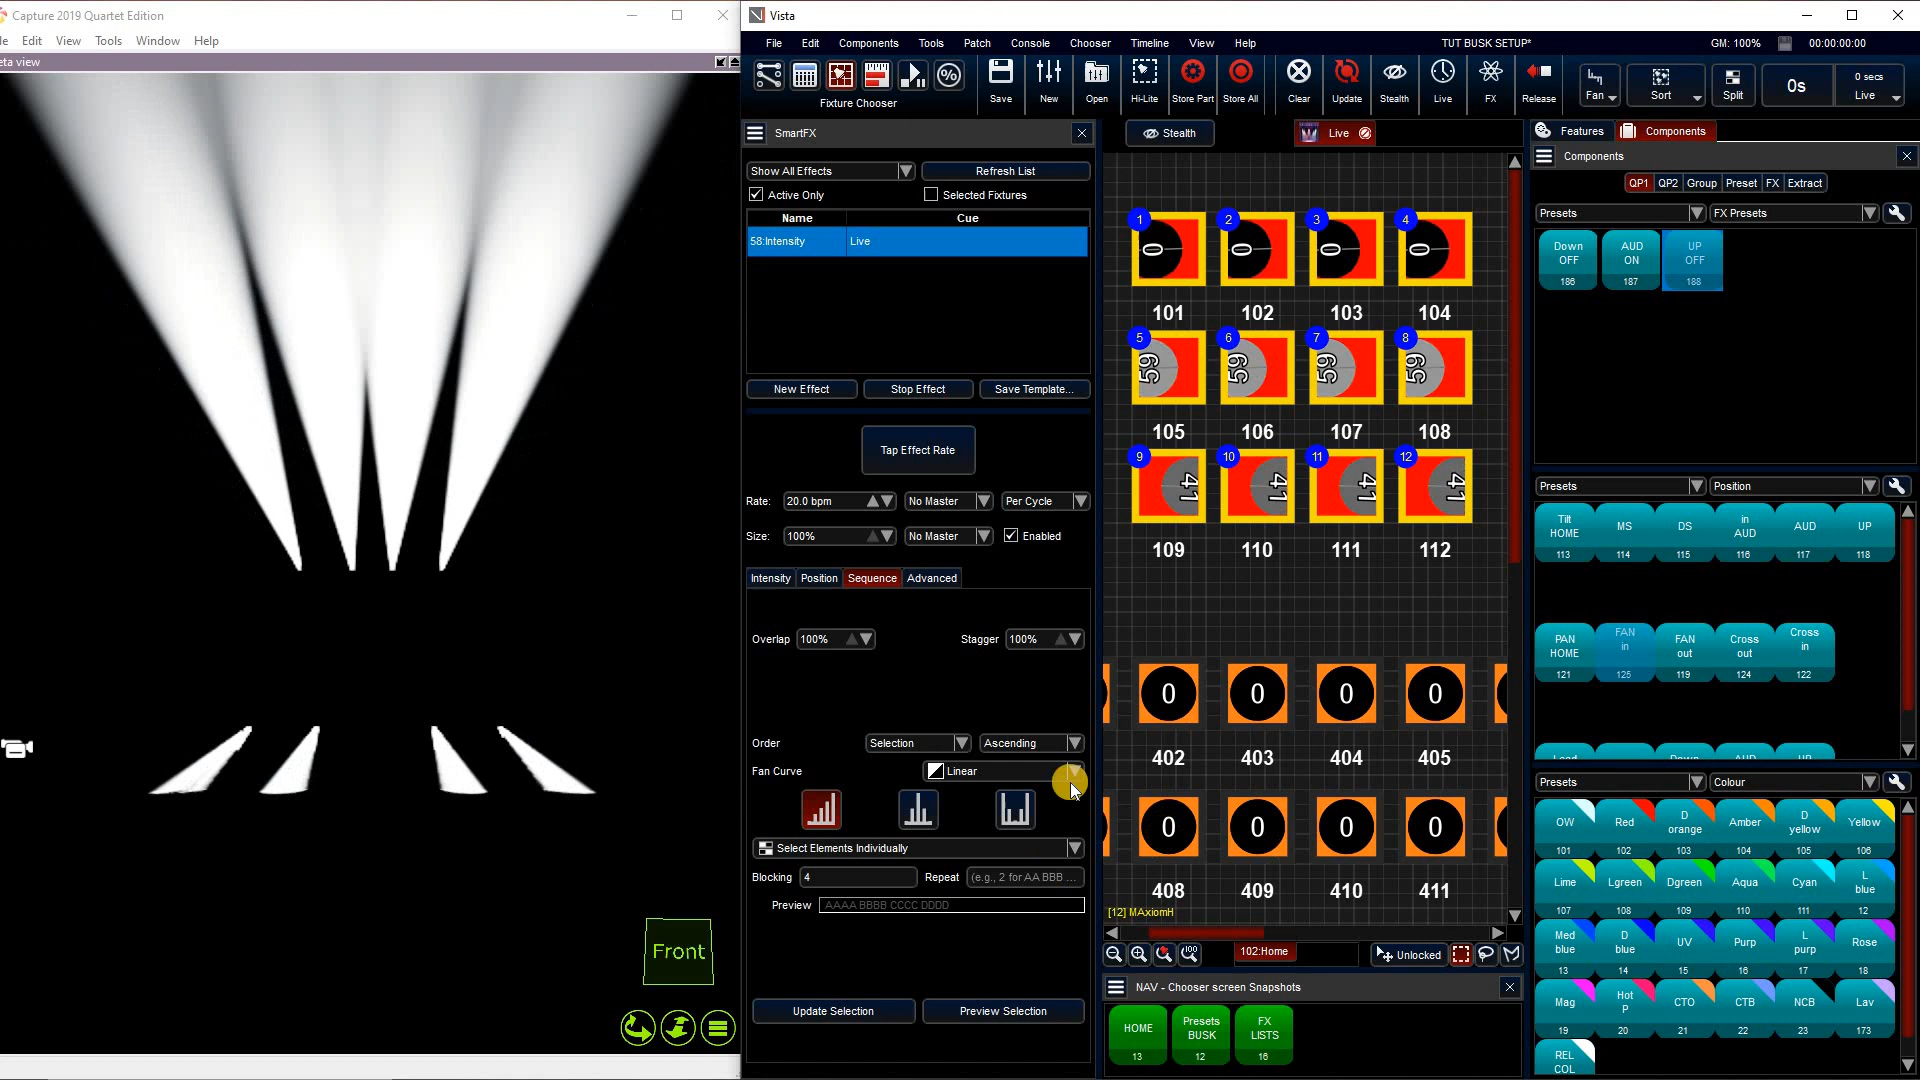 Capture 2019 Quartet Edition
Edit View Tools Window Help
eta view
Front
Vista
File Edit Components Tools Patch Console Chooser Timeline View Help
TUT BUSK SETUP*
GM: 100%
00:00:00:00
Fixture Chooser
Save New Open Hi-Lite Store Part Store All Clear Update Stealth Live FX Release
Fan Sort Split 0s 0 secs Live
SmartFX
Show All Effects
Refresh List
Active Only
Selected Fixtures
Name Cue
58:Intensity Live
New Effect Stop Effect Save Template...
Tap Effect Rate
Rate: 20.0 bpm No Master Per Cycle
Size: 100% No Master Enabled
Intensity Position Sequence Advanced
Overlap 100% Stagger 100%
Order Selection Ascending
Fan Curve Linear
Select Elements Individually
Blocking 4 Repeat (e.g., 2 for AA BBB ...
Preview AAAA BBBB CCCC DDDD
Update Selection Preview Selection
Stealth Live
1 2 3 4
0 0 0 0
101 102 103 104
5 6 7 8
59 59 59 59
105 106 107 108
9 10 11 12
41 41 41 41
109 110 111 112
0 0 0 0
402 403 404 405
0 0 0 0
408 409 410 411
[12] MAxiomH
100
102:Home
Unlocked
NAV - Chooser screen Snapshots
HOME 13
Presets BUSK 12
FX LISTS 16
Features Components
Components
QP1 QP2 Group Preset FX Extract
Presets FX Presets
Down OFF 186
AUD ON 187
UP OFF 188
Presets Position
Tilt HOME 113
MS 114
DS 115
in AUD 116
AUD 117
UP 118
PAN HOME 121
FAN in 125
FAN out 119
Cross out 124
Cross in 122
Presets Colour
OW 101
Red 102
D orange 103
Amber 104
D yellow 105
Yellow 106
Lime 107
Lgreen 108
Dgreen 109
Aqua 110
Cyan 111
L blue 12
Med blue 13
D blue 14
UV 15
Purp 16
L purp 17
Rose 18
Mag 19
Hot P 20
CTO 21
CTB 22
NCB 23
Lav 173
REL COL